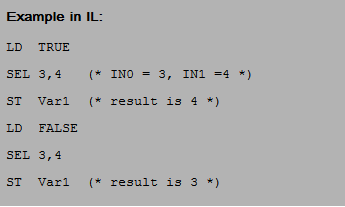 Example in IL:
LD TRUE
SEL 3,4 (* IN0 = 3, IN1 =4 *)
ST Var1 (* result is 4 *)
LD FALSE
SEL 3,4
ST Var1 (* result is 3 *)